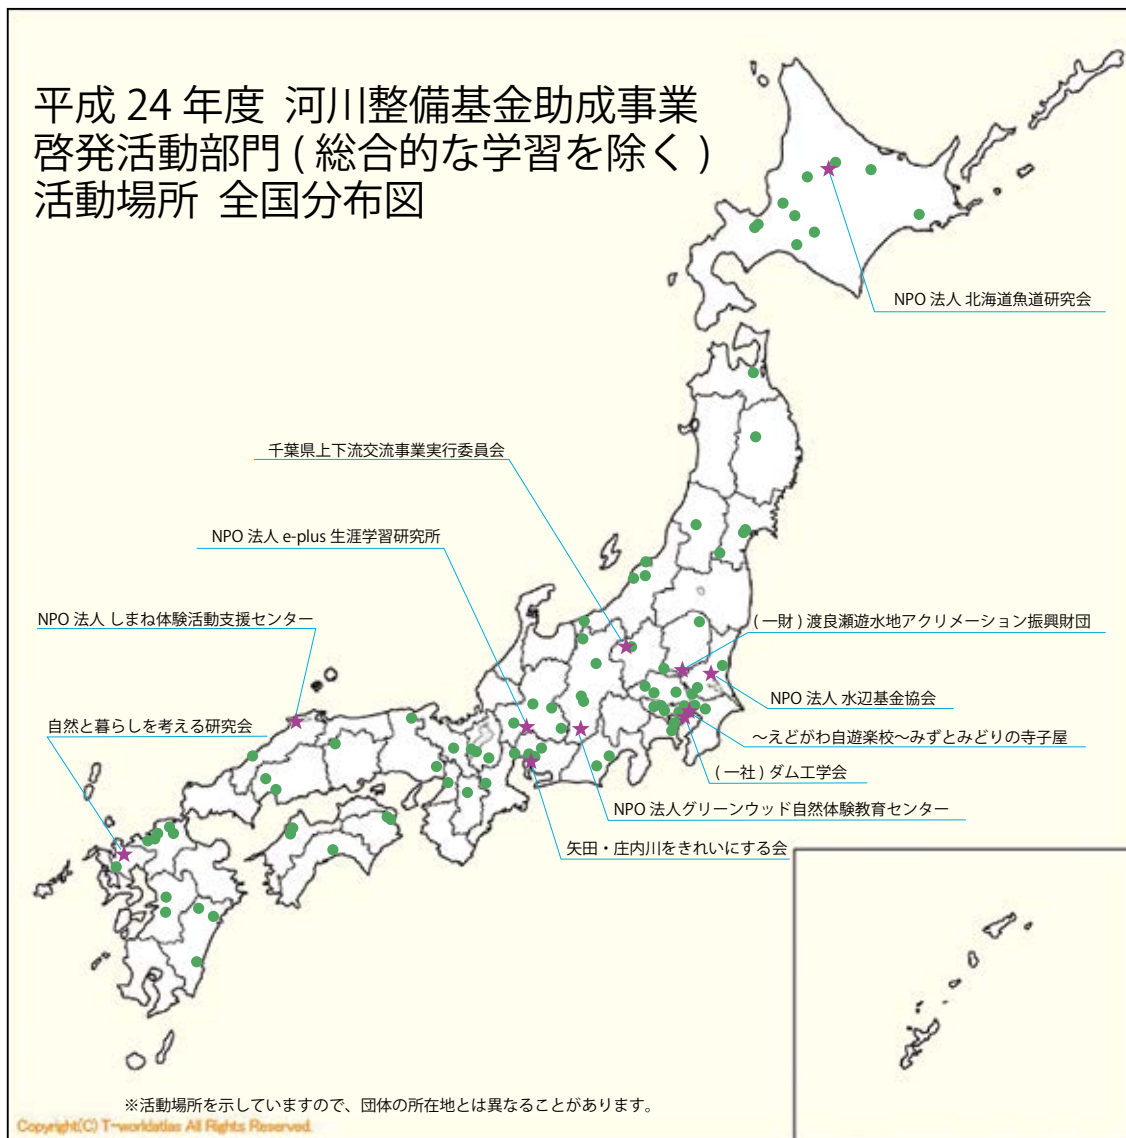 平成 24 年度 河川整備基金助成事業
啓発活動部門 ( 総合的な学習を除く )
活動場所 全国分布図
NPO 法人 北海道魚道研究会
千葉県上下流交流事業実行委員会
NPO 法人 e-plus 生涯学習研究所
NPO 法人 しまね体験活動支援センター
( 一財 ) 渡良瀬遊水地アクリメーション振興財団
NPO 法人 水辺基金協会
自然と暮らしを考える研究会
～えどがわ自遊楽校～みずとみどりの寺子屋
( 一社 ) ダム工学会
NPO 法人グリーンウッド自然体験教育センター
矢田・庄内川をきれいにする会
※活動場所を示していますので、団体の所在地とは異なることがあります。
Copyright(C) T-worldatlas All Rights Reserved.